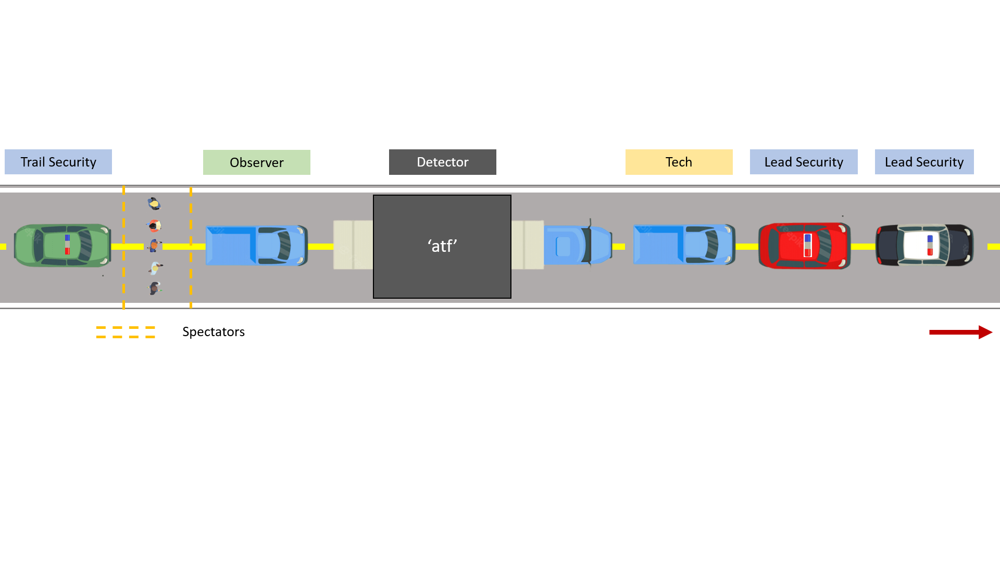 Trail Security
Observer
Detector
Tech
Lead Security
Lead Security
‘atf’
Spectators